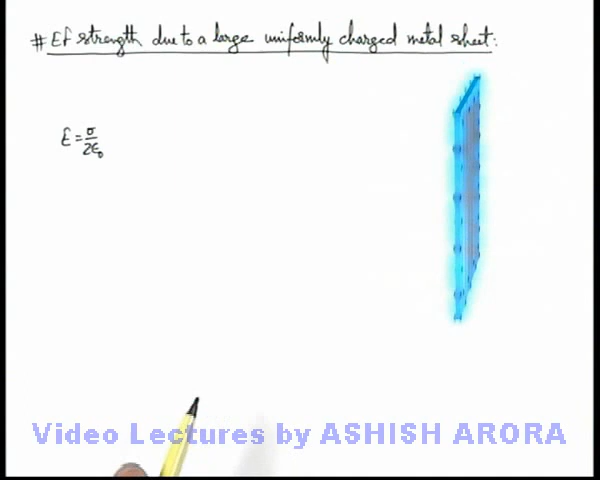 # EF strength due to a large uniformly charged metal sheet:
E = σ/2ϵ₀
Video Lectures by ASHISH ARORA